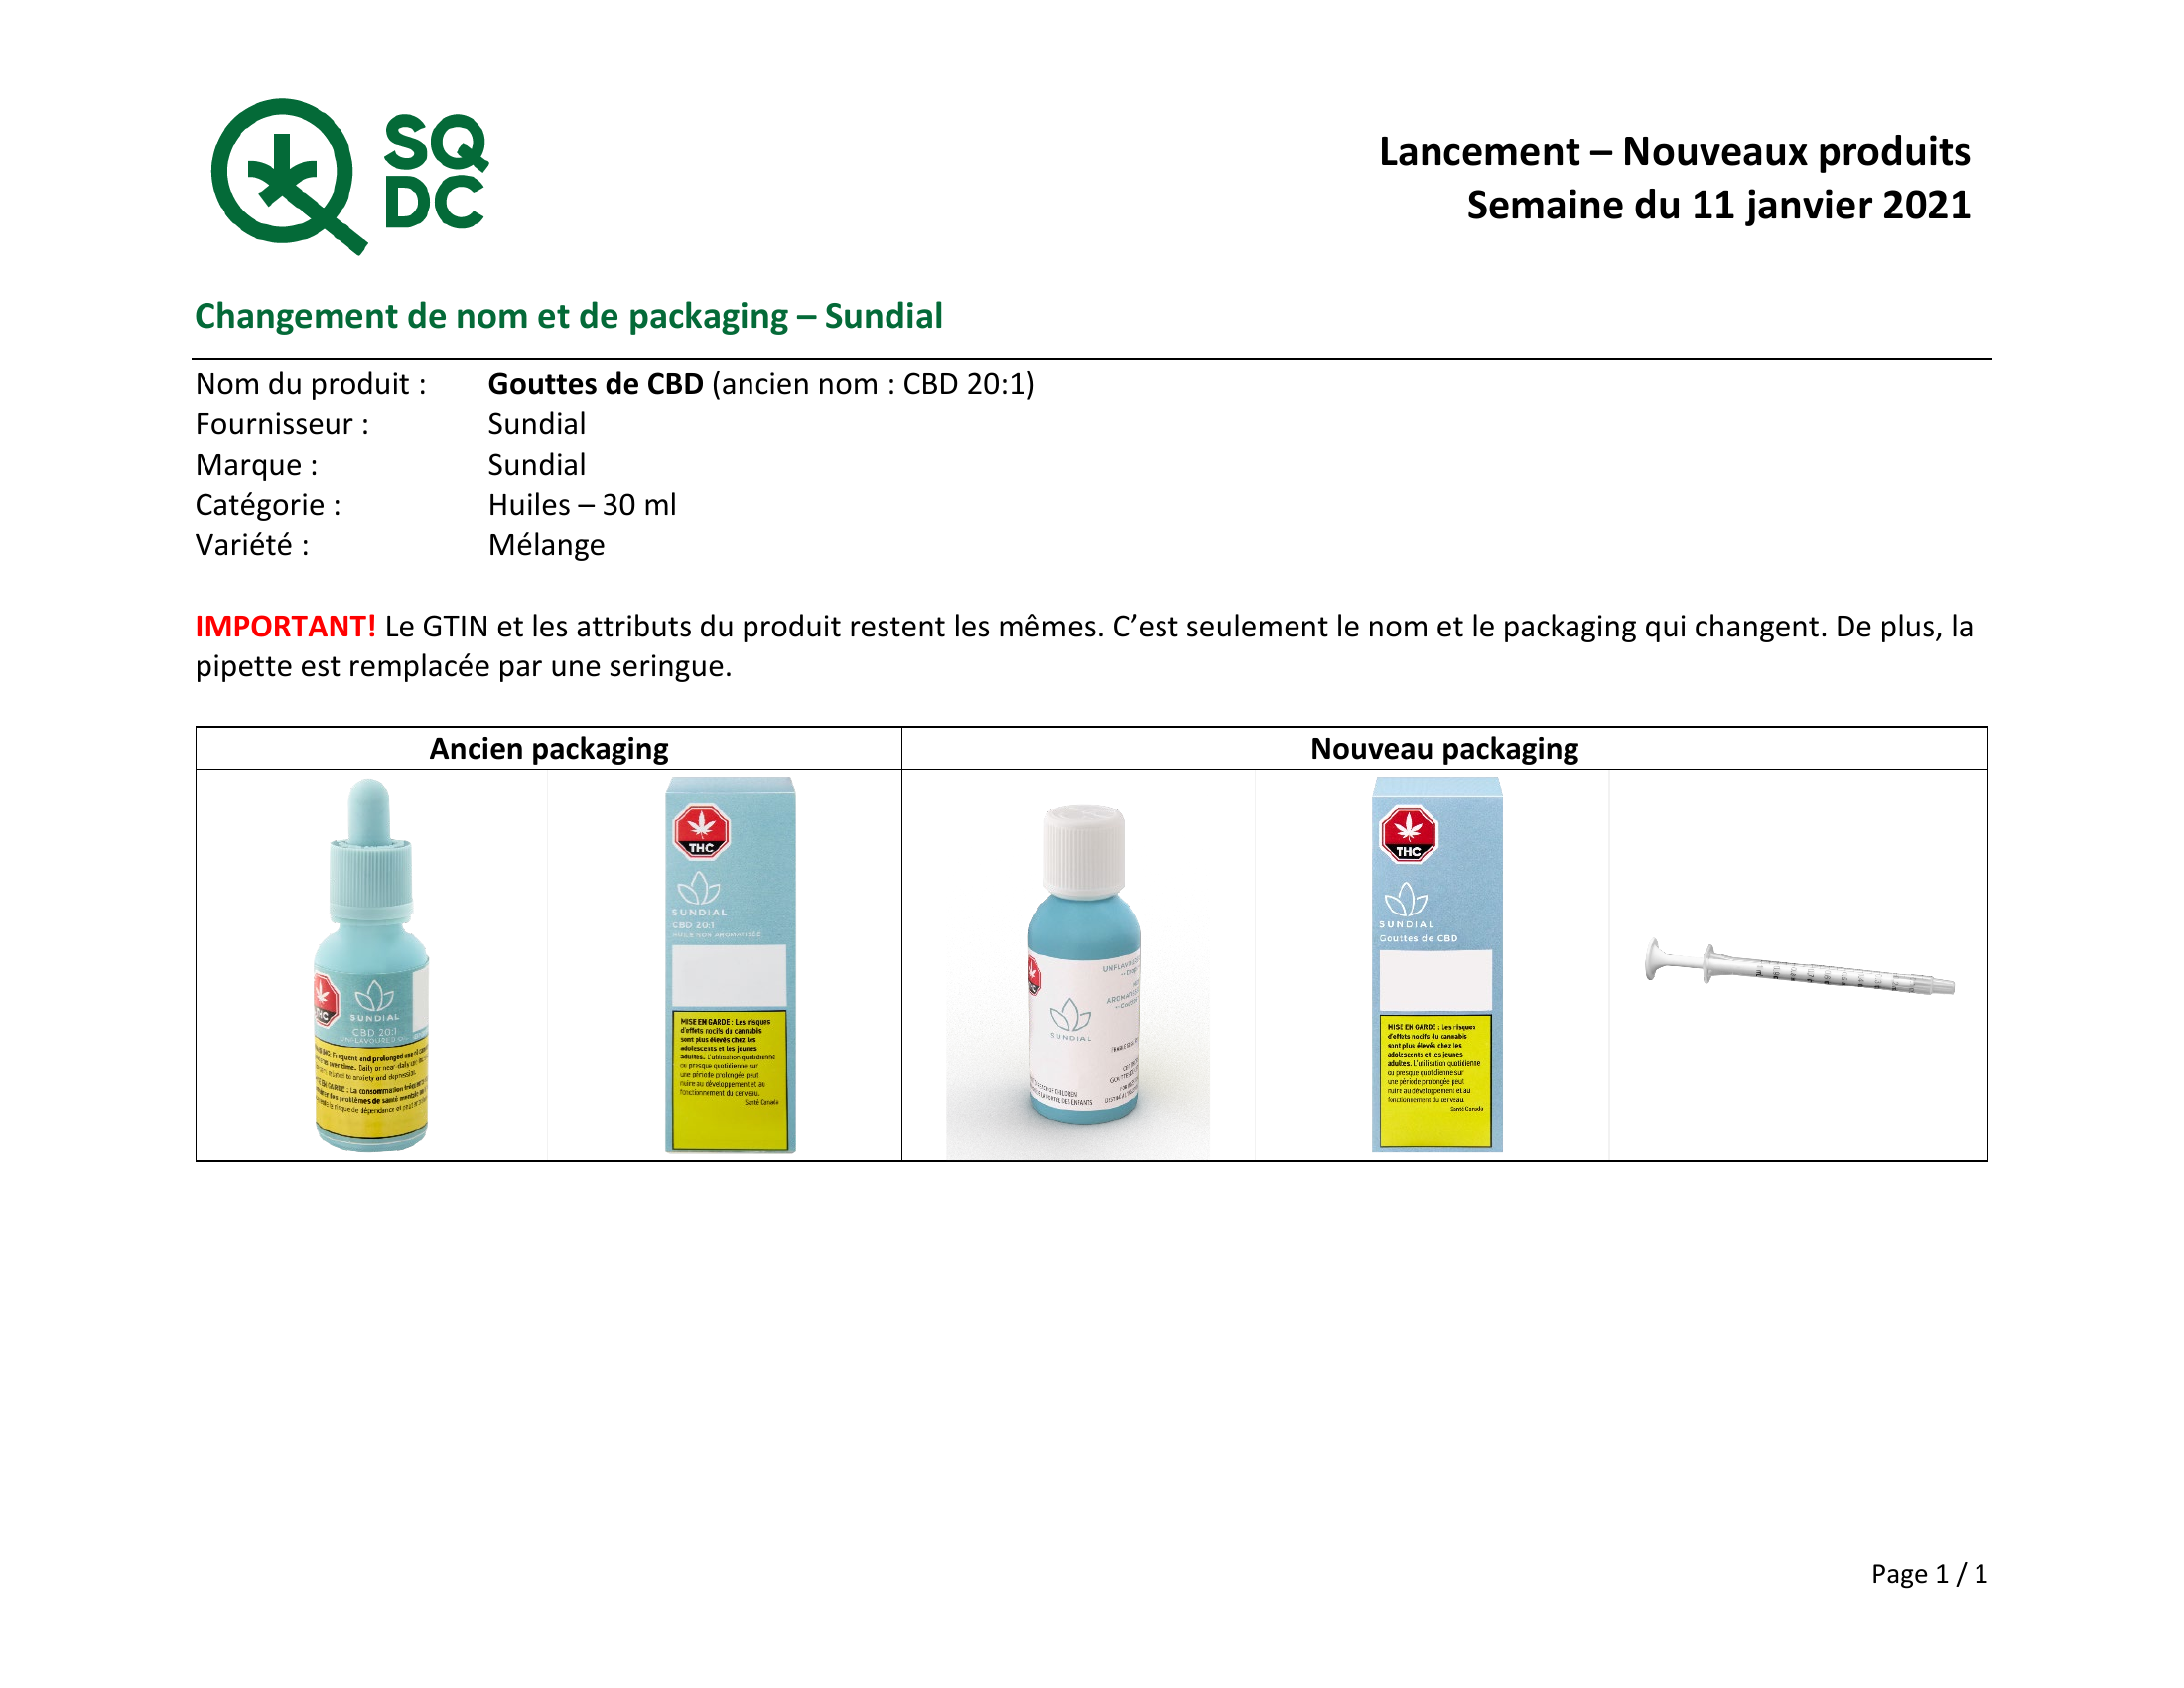 SQ
DC
Lancement – Nouveaux produits
Semaine du 11 janvier 2021
Changement de nom et de packaging – Sundial
Nom du produit : Gouttes de CBD (ancien nom : CBD 20:1)
Fournisseur : Sundial
Marque : Sundial
Catégorie : Huiles – 30 ml
Variété : Mélange
IMPORTANT! Le GTIN et les attributs du produit restent les mêmes. C’est seulement le nom et le packaging qui changent. De plus, la
pipette est remplacée par une seringue.
Ancien packaging
Nouveau packaging
THC
SUNDIAL
CBD 20:1
UNFLAVOURED OIL
THC
SUNDIAL
CBD 20:1
HUILE NON AROMATISÉE
MISE EN GARDE : Les risques
d'effets nocifs du cannabis
sont plus élevés chez les
adolescents et les jeunes
adultes. L'utilisation quotidienne
ou presque quotidienne sur
une période prolongée peut
nuire au développement et au
fonctionnement du cerveau.
Santé Canada
SUNDIAL
THC
SUNDIAL
Gouttes de CBD
MISE EN GARDE : Les risques
d'effets nocifs du cannabis
sont plus élevés chez les
adolescents et les jeunes
adultes. L'utilisation quotidienne
ou presque quotidienne sur
une période prolongée peut
nuire au développement et au
fonctionnement du cerveau.
Santé Canada
Page 1 / 1